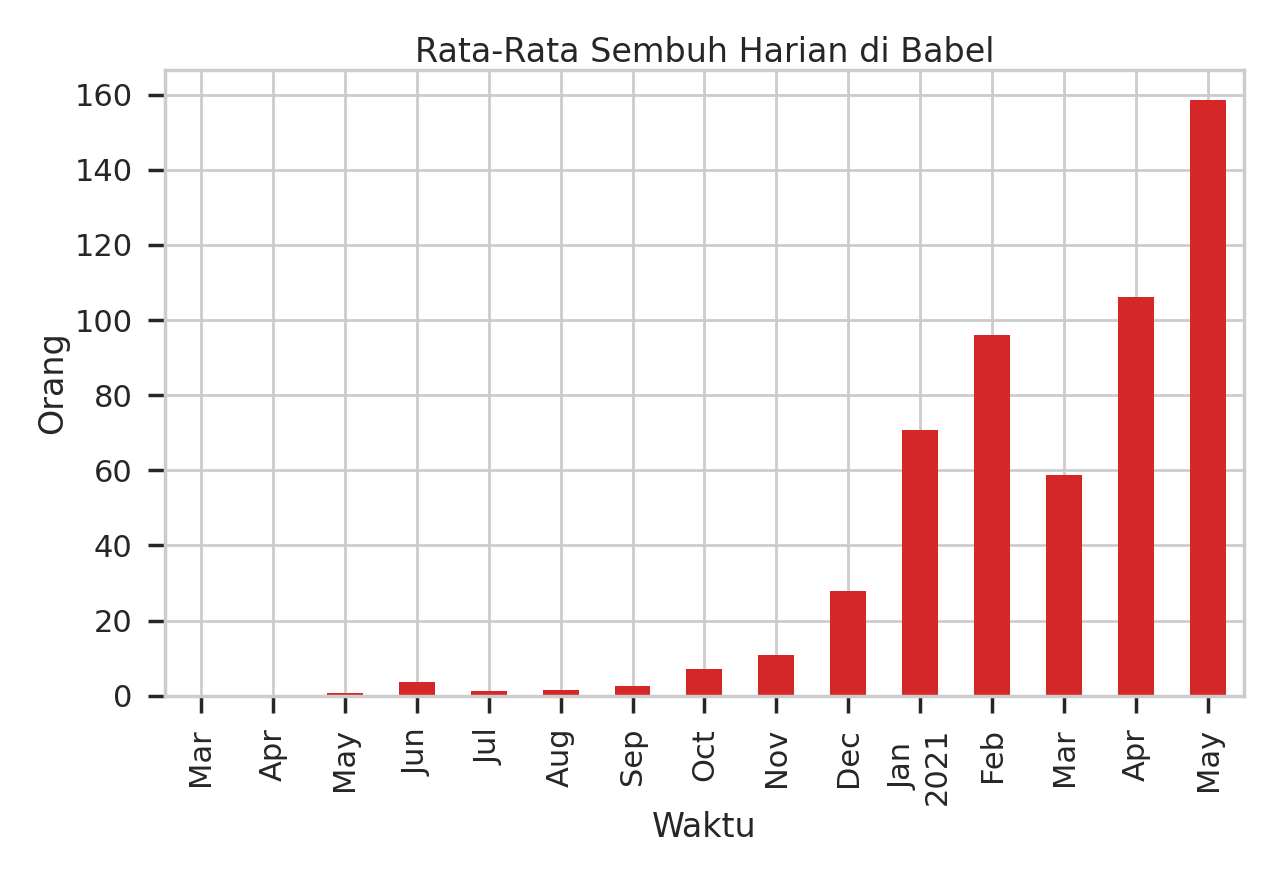 Rata-Rata Sembuh Harian di Babel
Orang
160
140
120
100
80
60
40
20
0
Mar
Apr
May
Jun
Jul
Aug
Sep
Oct
Nov
Dec
Jan
2021
Feb
Mar
Apr
May
Waktu